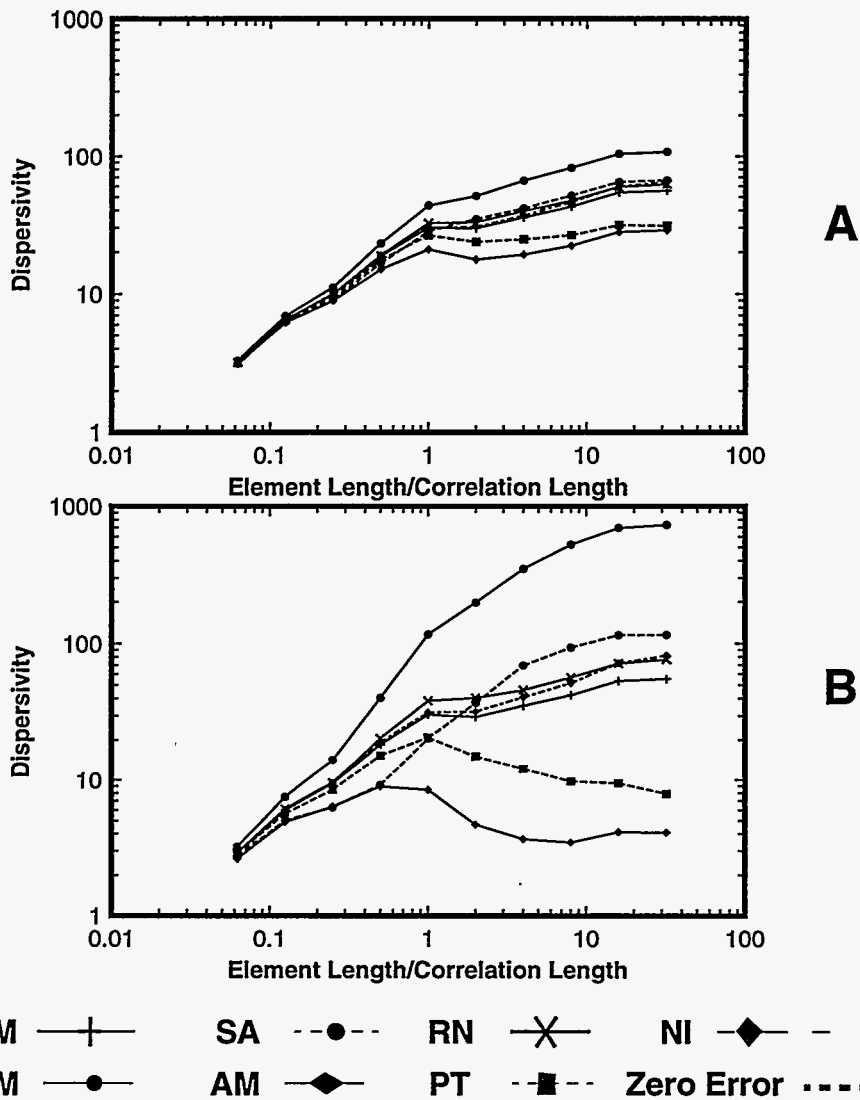 1000
100
10
1
Dispersivity
0.01 0.1 1 10 100
Element Length/Correlation Length
A
1000
100
10
1
Dispersivity
0.01 0.1 1 10 100
Element Length/Correlation Length
B
M SA RN NI
M AM PT Zero Error